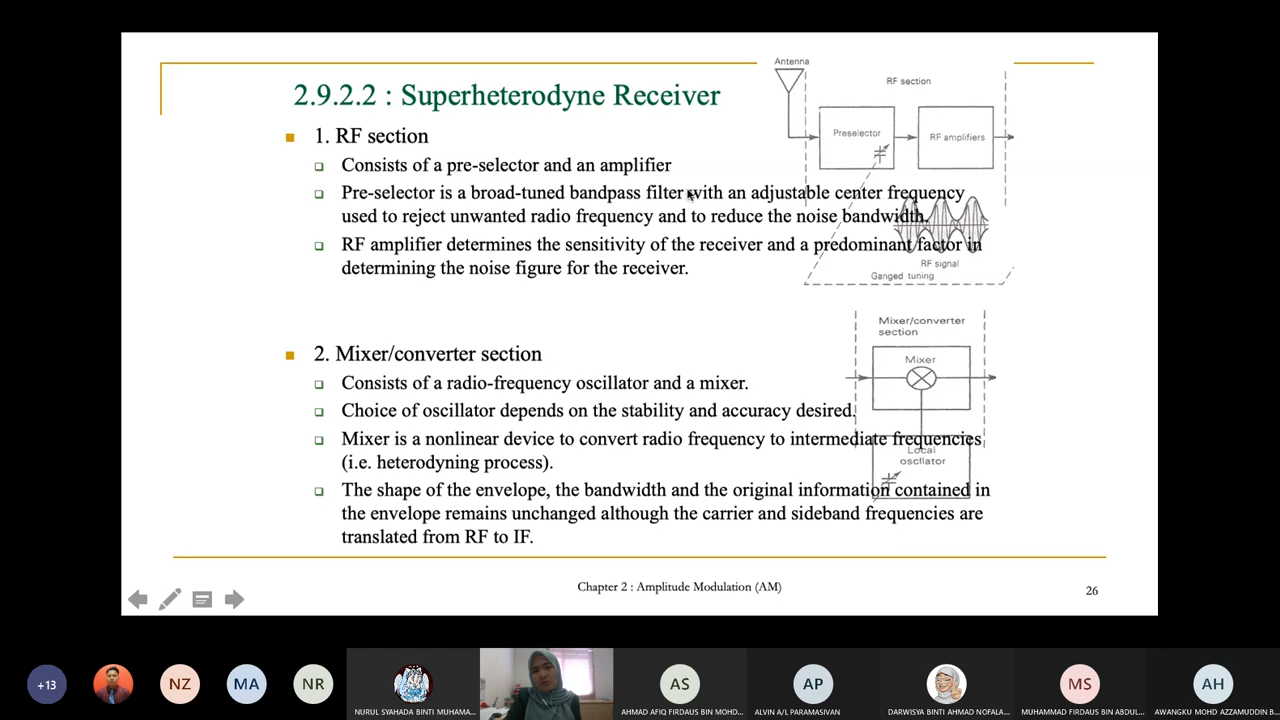 2.9.2.2 : Superheterodyne Receiver
1. RF section
Consists of a pre-selector and an amplifier
Pre-selector is a broad-tuned bandpass filter with an adjustable center frequency
used to reject unwanted radio frequency and to reduce the noise bandwidth.
RF amplifier determines the sensitivity of the receiver and a predominant factor in
determining the noise figure for the receiver.
Antenna
RF section
Preselector
RF amplifiers
RF signal
Ganged tuning
2. Mixer/converter section
Consists of a radio-frequency oscillator and a mixer.
Choice of oscillator depends on the stability and accuracy desired.
Mixer is a nonlinear device to convert radio frequency to intermediate frequencies
(i.e. heterodyning process).
The shape of the envelope, the bandwidth and the original information contained in
the envelope remains unchanged although the carrier and sideband frequencies are
translated from RF to IF.
Mixer/converter
section
Mixer
Local
oscllator
Chapter 2 : Amplitude Modulation (AM)
26
+13
NZ
MA
NR
NURUL SYAHADA BINTI MUHAMA...
AS
AHMAD AFIQ FIRDAUS BIN MOHD...
AP
ALVIN A/L PARAMASIVAN
DARWISYA BINTI AHMAD NOFALA...
MS
MUHAMMAD FIRDAUS BIN ABDUL...
AH
AWANGKU MOHD AZZAMUDDIN B...